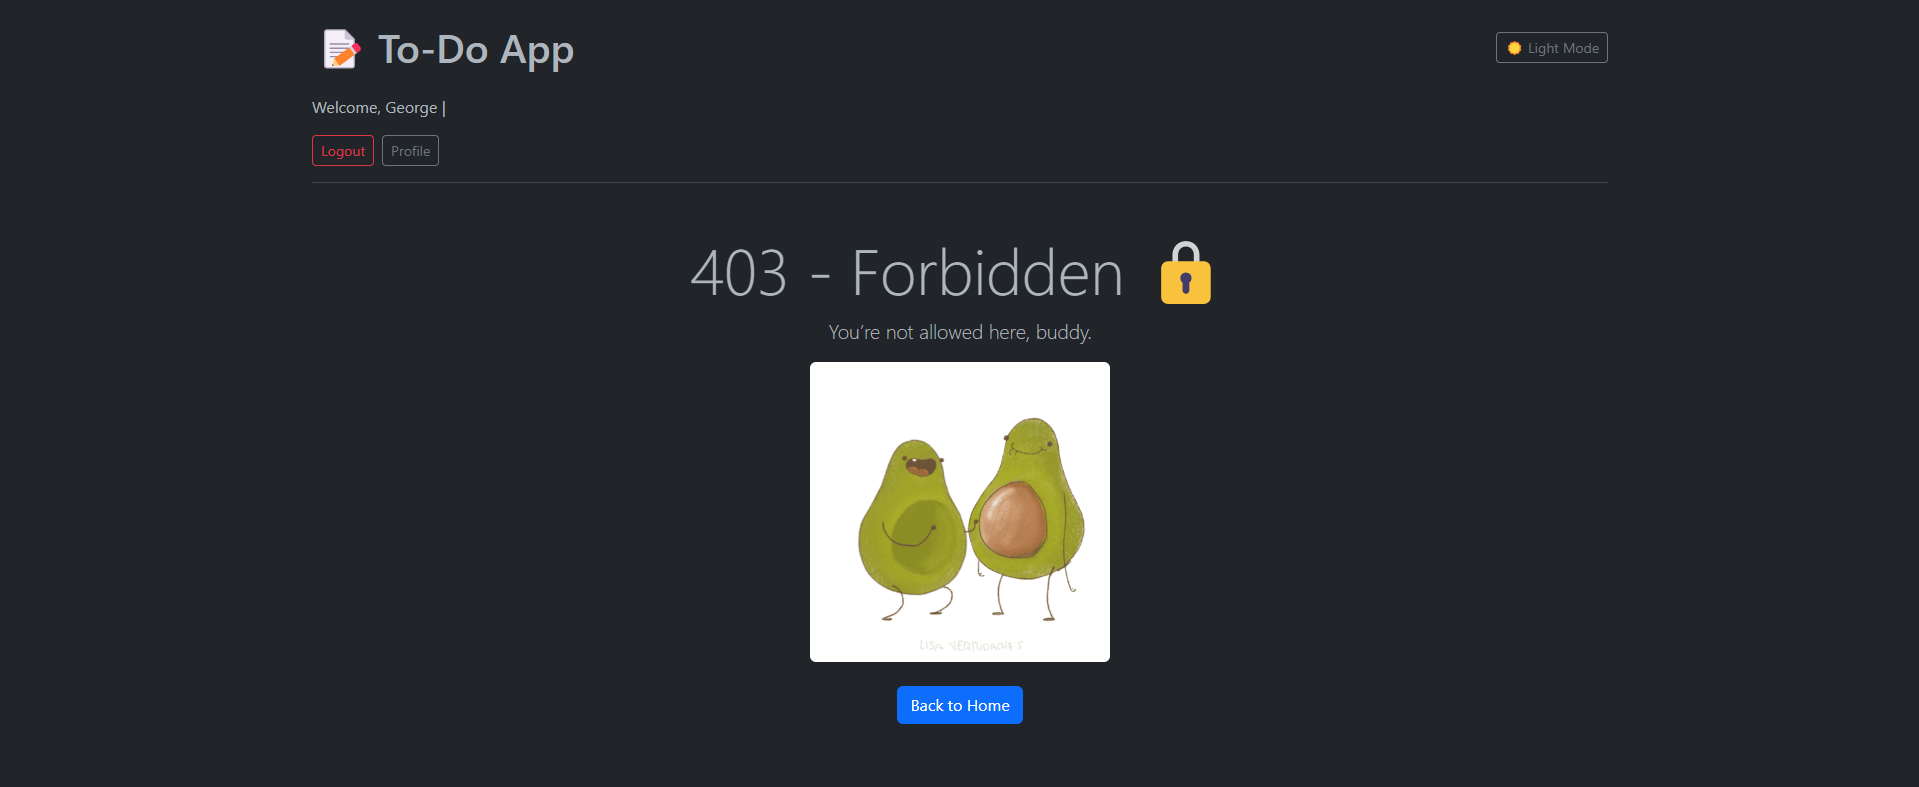 To-Do App
Light Mode
Welcome, George |
Logout
Profile
403 - Forbidden
You’re not allowed here, buddy.
LISA
Back to Home